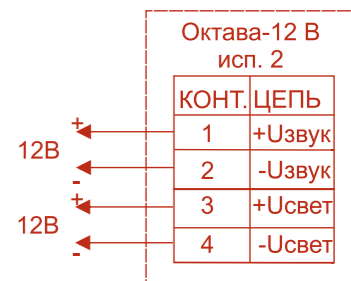 Октава-12 В
исп. 2
КОНТ. ЦЕПЬ
+ 1 +Uзвук
12В
- 2 -Uзвук
+ 3 +Uсвет
12В
- 4 -Uсвет